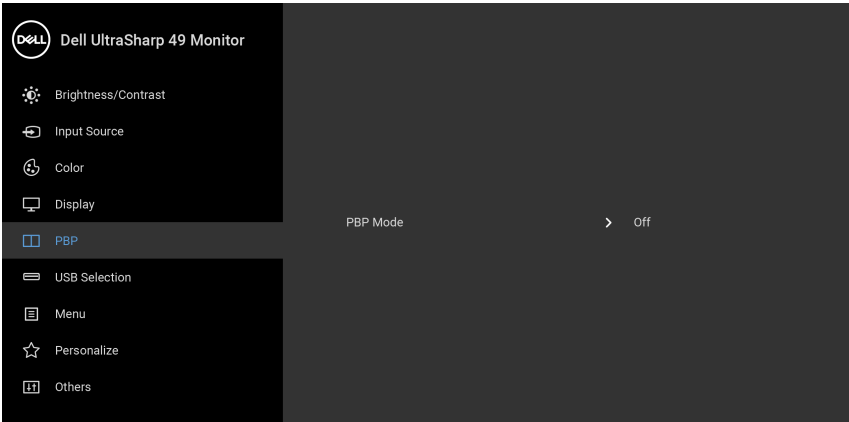 DELL
Dell UltraSharp 49 Monitor
Brightness/Contrast
Input Source
Color
Display
PBP
PBP Mode
Off
USB Selection
Menu
Personalize
Others